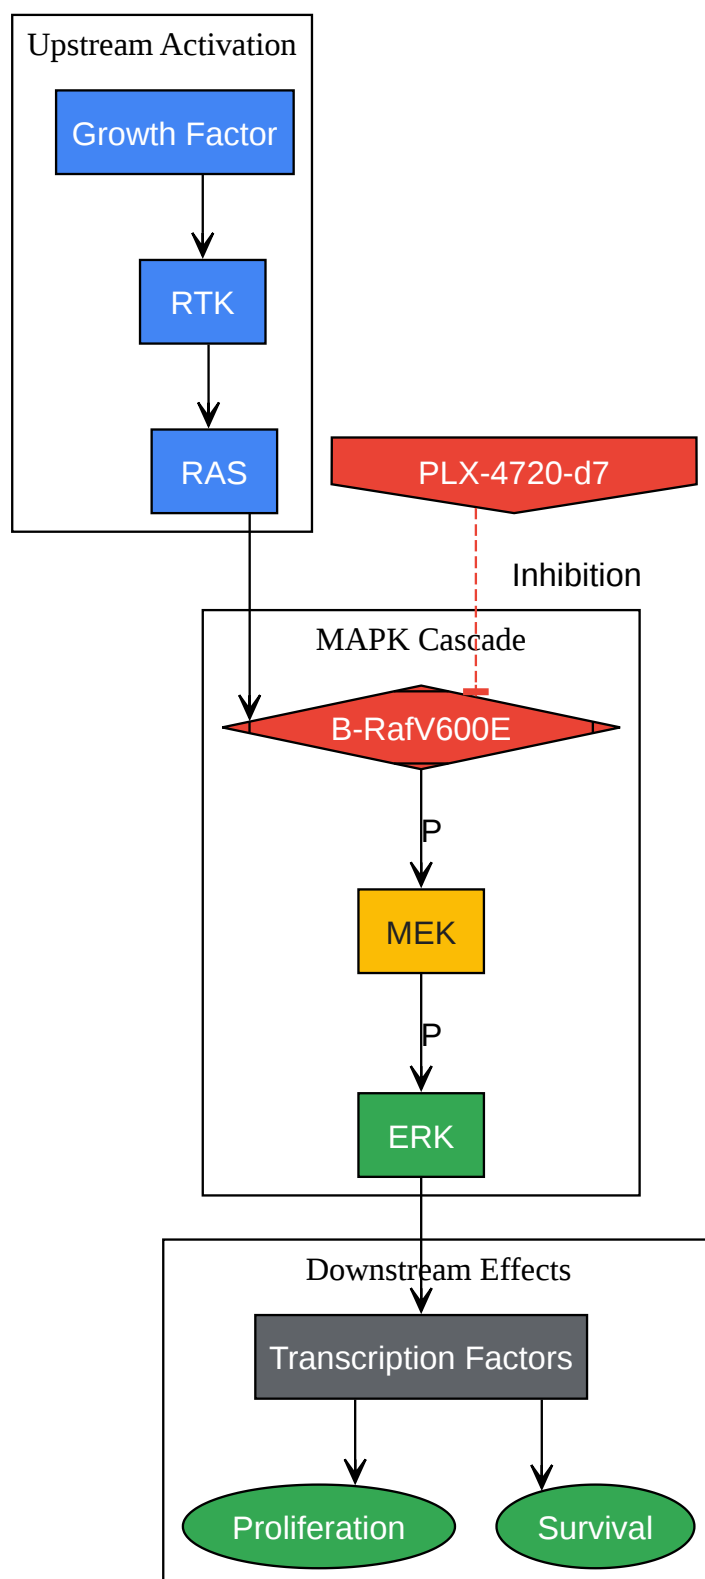 Upstream Activation
Growth Factor
RTK
RAS
PLX-4720-d7
Inhibition
MAPK Cascade
B-RafV600E
P
MEK
P
ERK
Downstream Effects
Transcription Factors
Proliferation
Survival